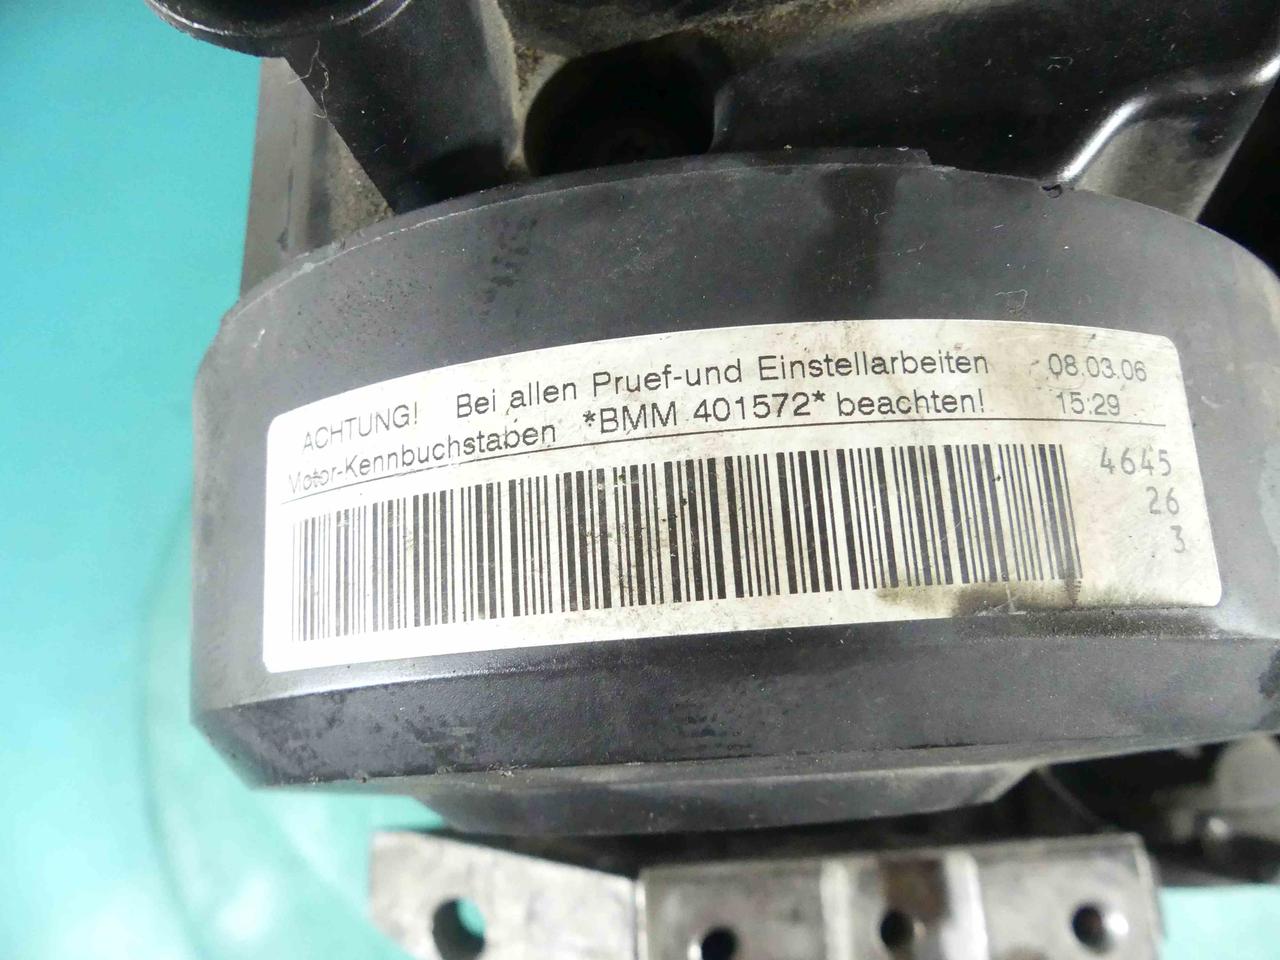 ACHTUNG! Bei allen Pruef-und Einstellarbeiten 08.03.06
Motor-Kennbuchstaben *BMM 401572* beachten! 15:29
4645
26
3